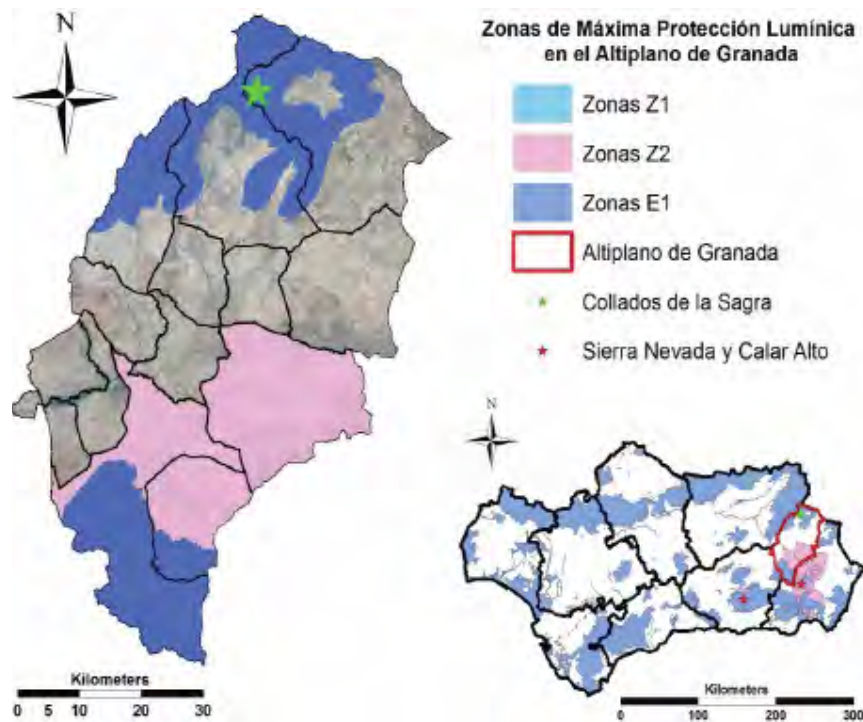 N
Zonas de Máxima Protección Lumínica
en el Altiplano de Granada
Zonas Z1
Zonas Z2
Zonas E1
Altiplano de Granada
Collados de la Sagra
Sierra Nevada y Calar Alto
N
Kilometers
0 5 10 20 30
Kilometers
0 100 200 300